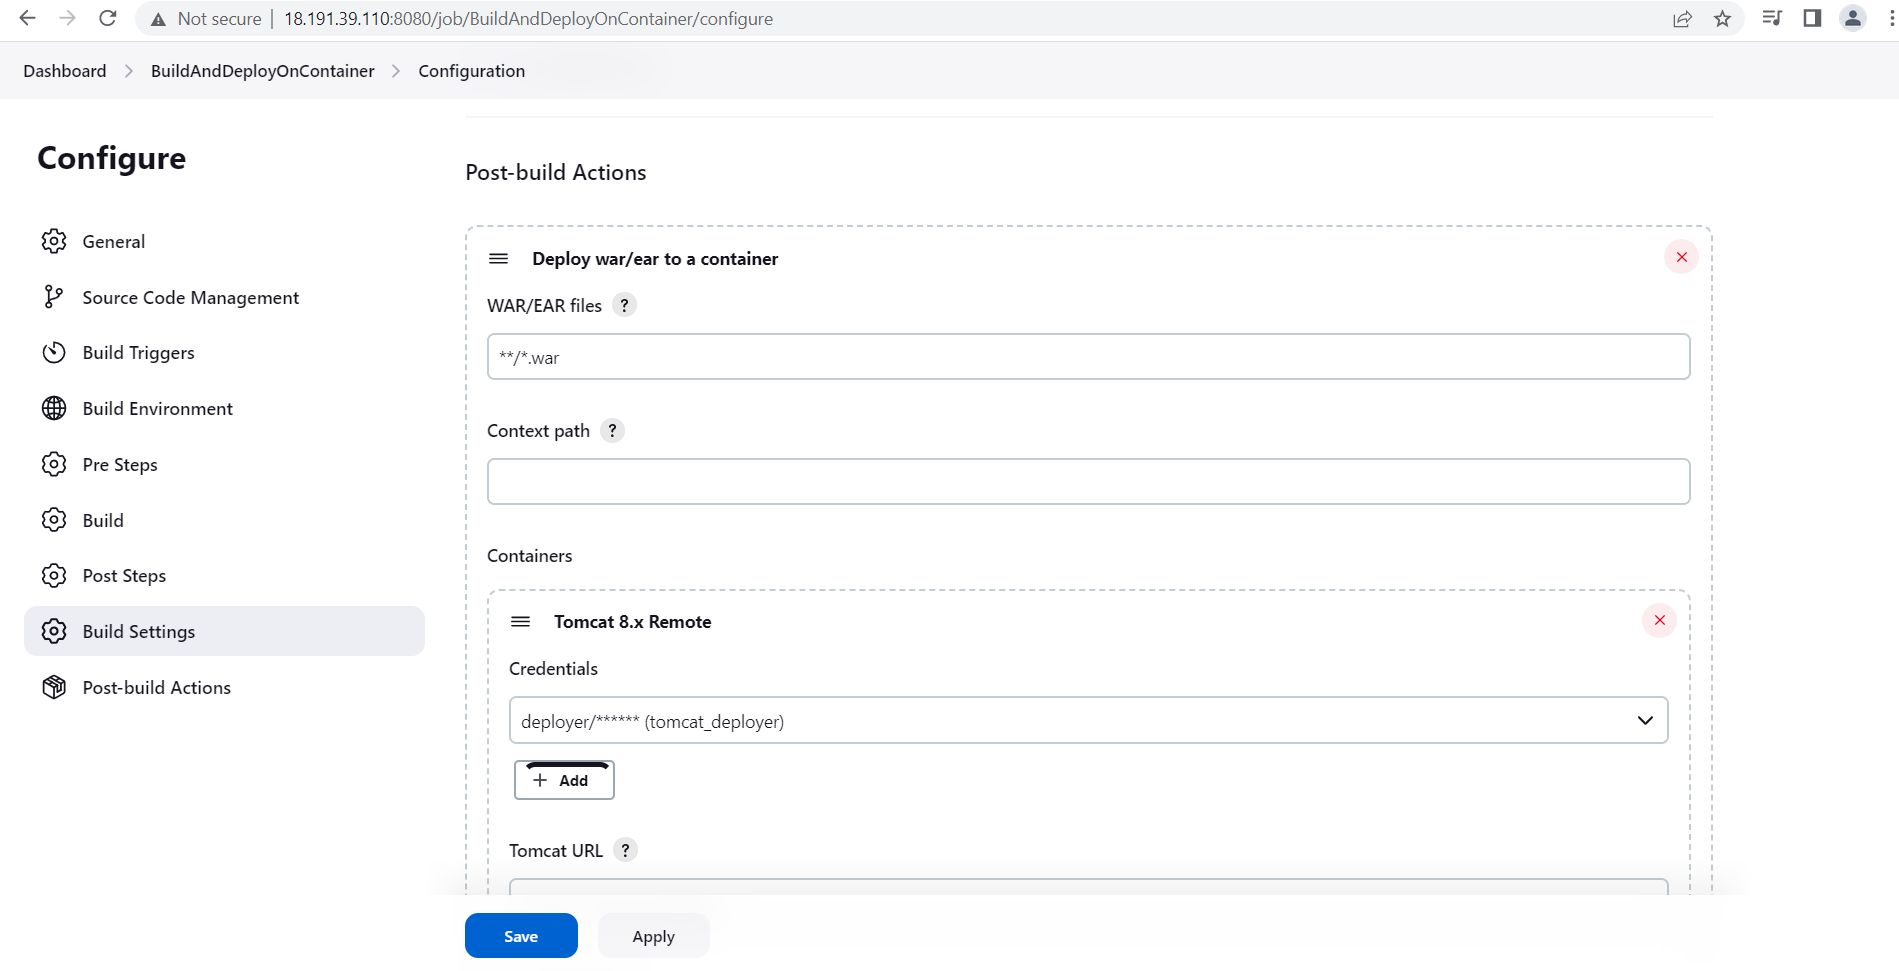 Not secure | 18.191.39.110:8080/job/BuildAndDeployOnContainer/configure
Dashboard > BuildAndDeployOnContainer > Configuration
Configure
General
Source Code Management
Build Triggers
Build Environment
Pre Steps
Build
Post Steps
Build Settings
Post-build Actions
Post-build Actions
Deploy war/ear to a container
WAR/EAR files ?
**/*.war
Context path ?
Containers
Tomcat 8.x Remote
Credentials
deployer/****** (tomcat_deployer)
+ Add
Tomcat URL ?
Save
Apply